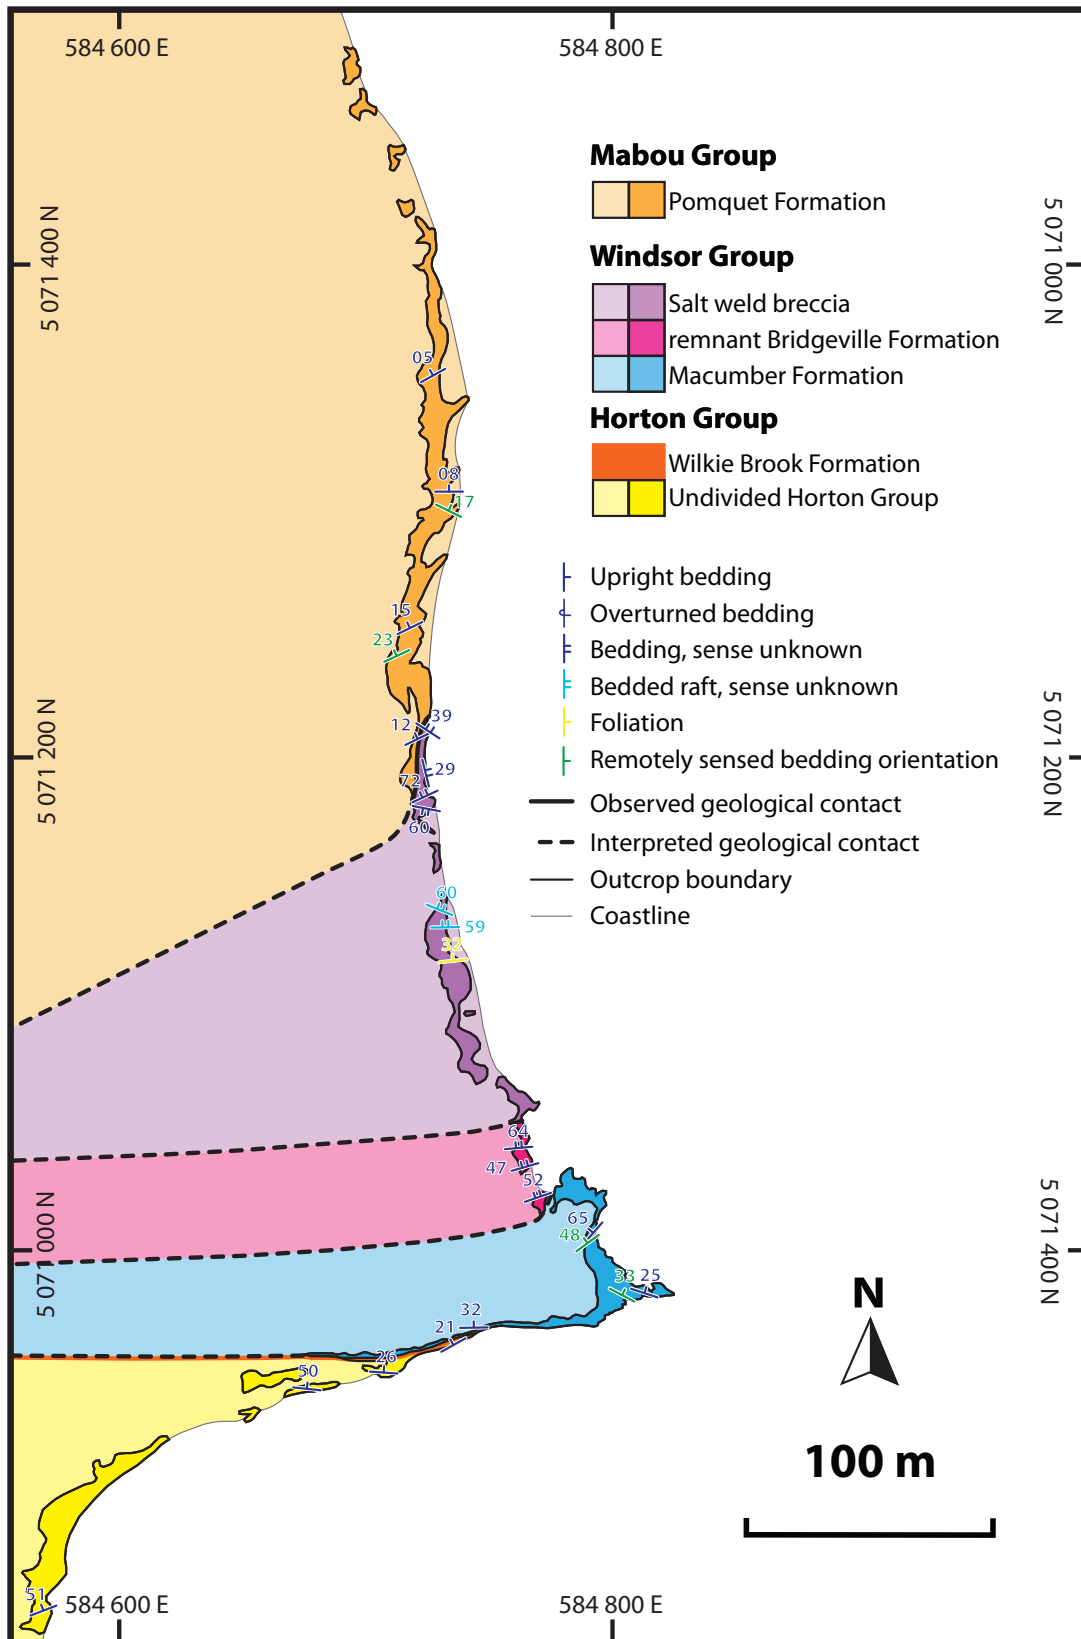 584 600 E
584 800 E
5 071 400 N
5 071 000 N
Mabou Group
Pomquet Formation
Windsor Group
Salt weld breccia
remnant Bridgeville Formation
Macumber Formation
Horton Group
Wilkie Brook Formation
Undivided Horton Group
Upright bedding
Overturned bedding
Bedding, sense unknown
Bedded raft, sense unknown
Foliation
Remotely sensed bedding orientation
Observed geological contact
Interpreted geological contact
Outcrop boundary
Coastline
05
08
17
15
23
39
12
29
72
60
60
59
32
5 071 200 N
5 071 200 N
64
47
52
65
48
33
25
32
21
26
50
51
5 071 000 N
5 071 400 N
N
100 m
584 600 E
584 800 E